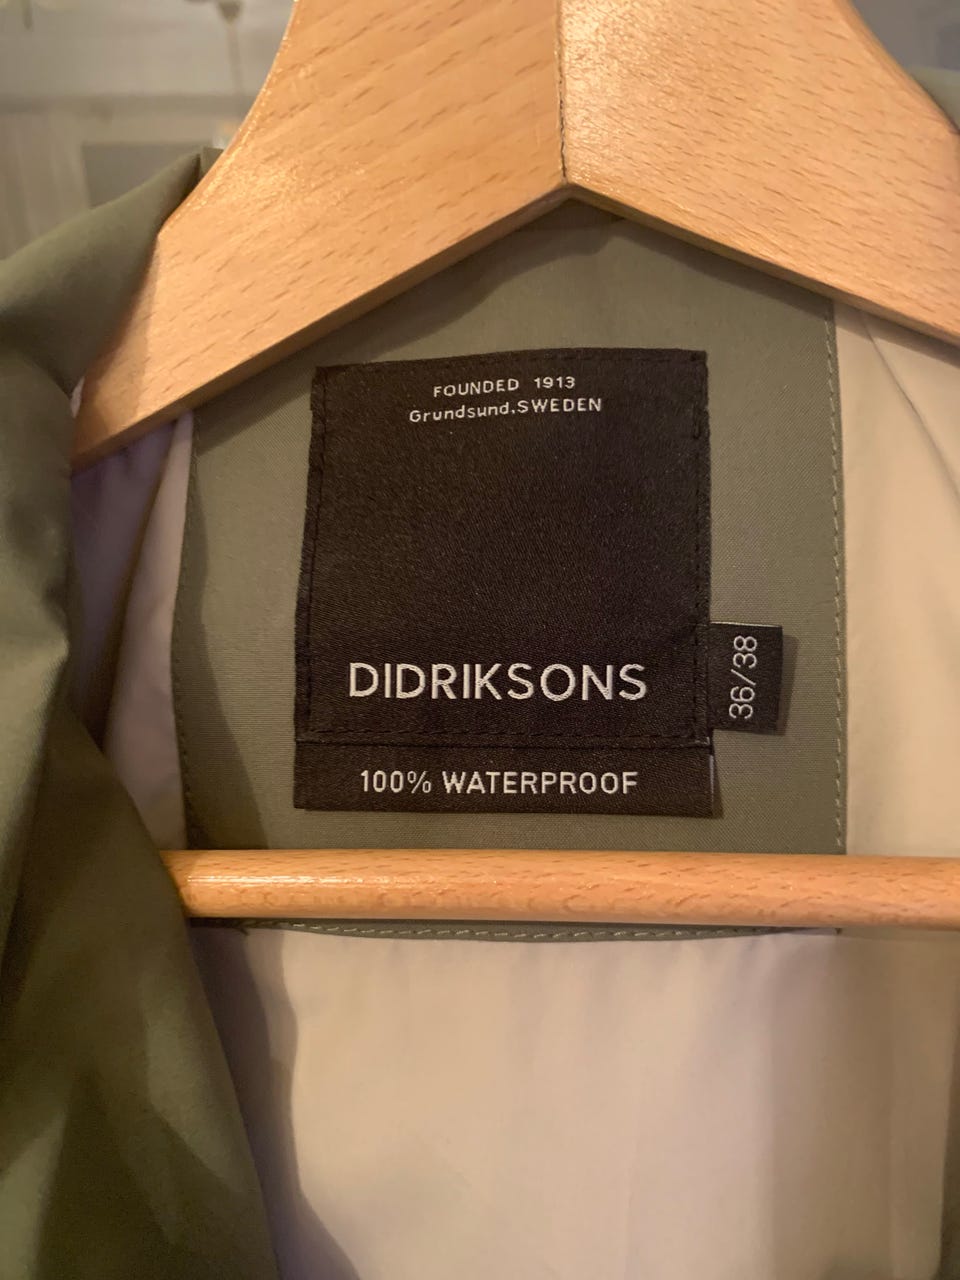 FOUNDED 1913
Grundsund.SWEDEN
DIDRIKSONS
36/38
100% WATERPROOF